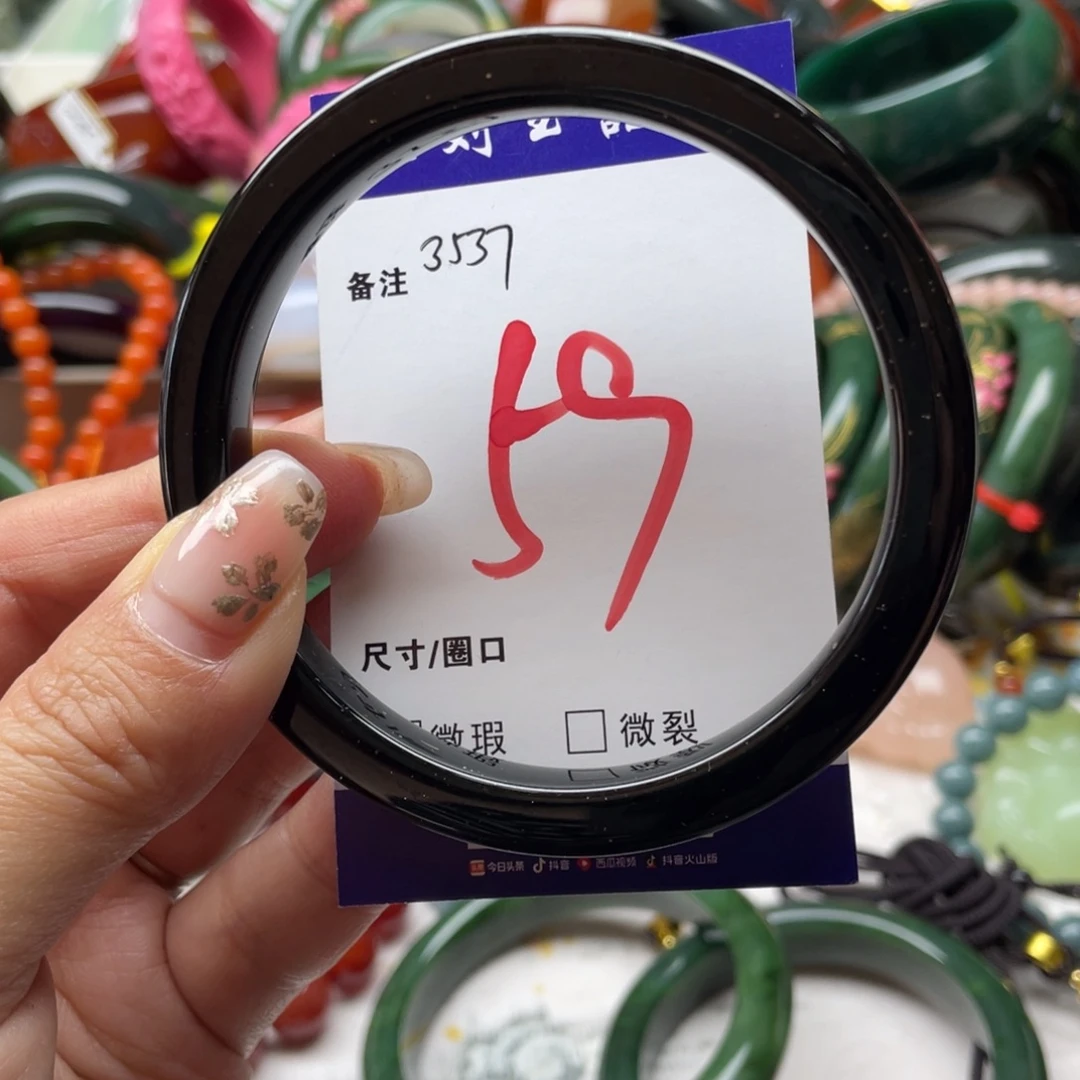 备注 3537
59
尺寸/圈口
微瑕 微裂
今日头条 抖音 西瓜视频 抖音火山版